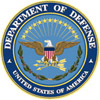 DEPARTMENT OF DEFENSE
UNITED STATES OF AMERICA